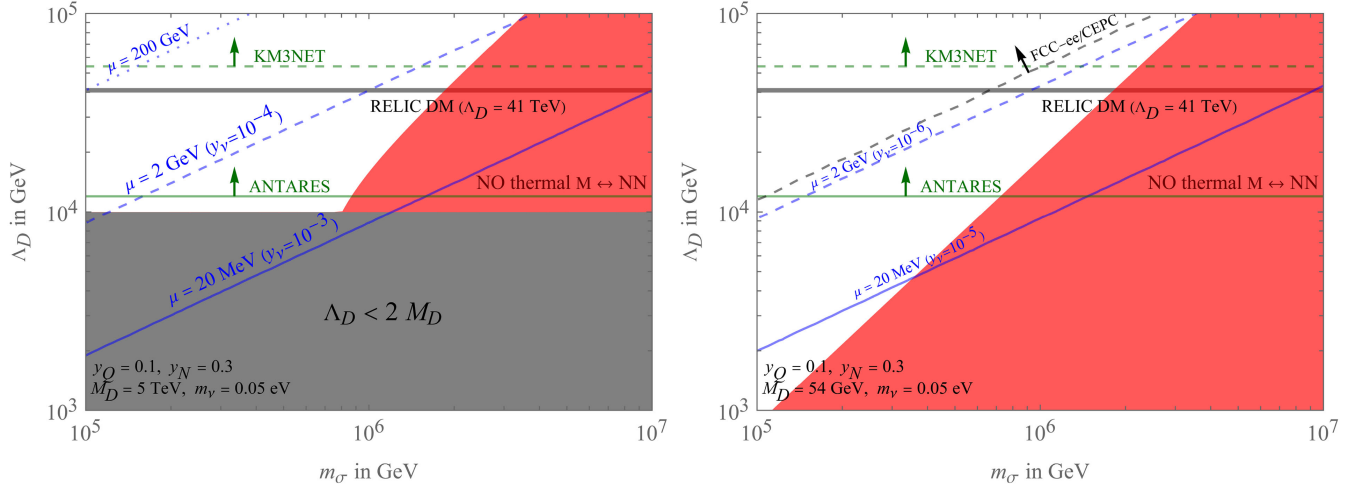 10^5
μ = 200 GeV
KM3NET
RELIC DM (Λ_D = 41 TeV)
μ = 2 GeV (y_ν=10^-4)
ANTARES
NO thermal M ↔ NN
10^4
μ = 20 MeV (y_ν=10^-3)
Λ_D < 2 M_D
y_Q = 0.1, y_N = 0.3
M_D = 5 TeV, m_ν = 0.05 eV
10^3
Λ_D in GeV
10^5
10^6
10^7
m_σ in GeV
10^5
FCC-ee/CEPC
KM3NET
RELIC DM (Λ_D = 41 TeV)
μ = 2 GeV (y_ν=10^-6)
ANTARES
NO thermal M ↔ NN
10^4
μ = 20 MeV (y_ν=10^-5)
y_Q = 0.1, y_N = 0.3
M_D = 54 GeV, m_ν = 0.05 eV
10^3
Λ_D in GeV
10^5
10^6
10^7
m_σ in GeV